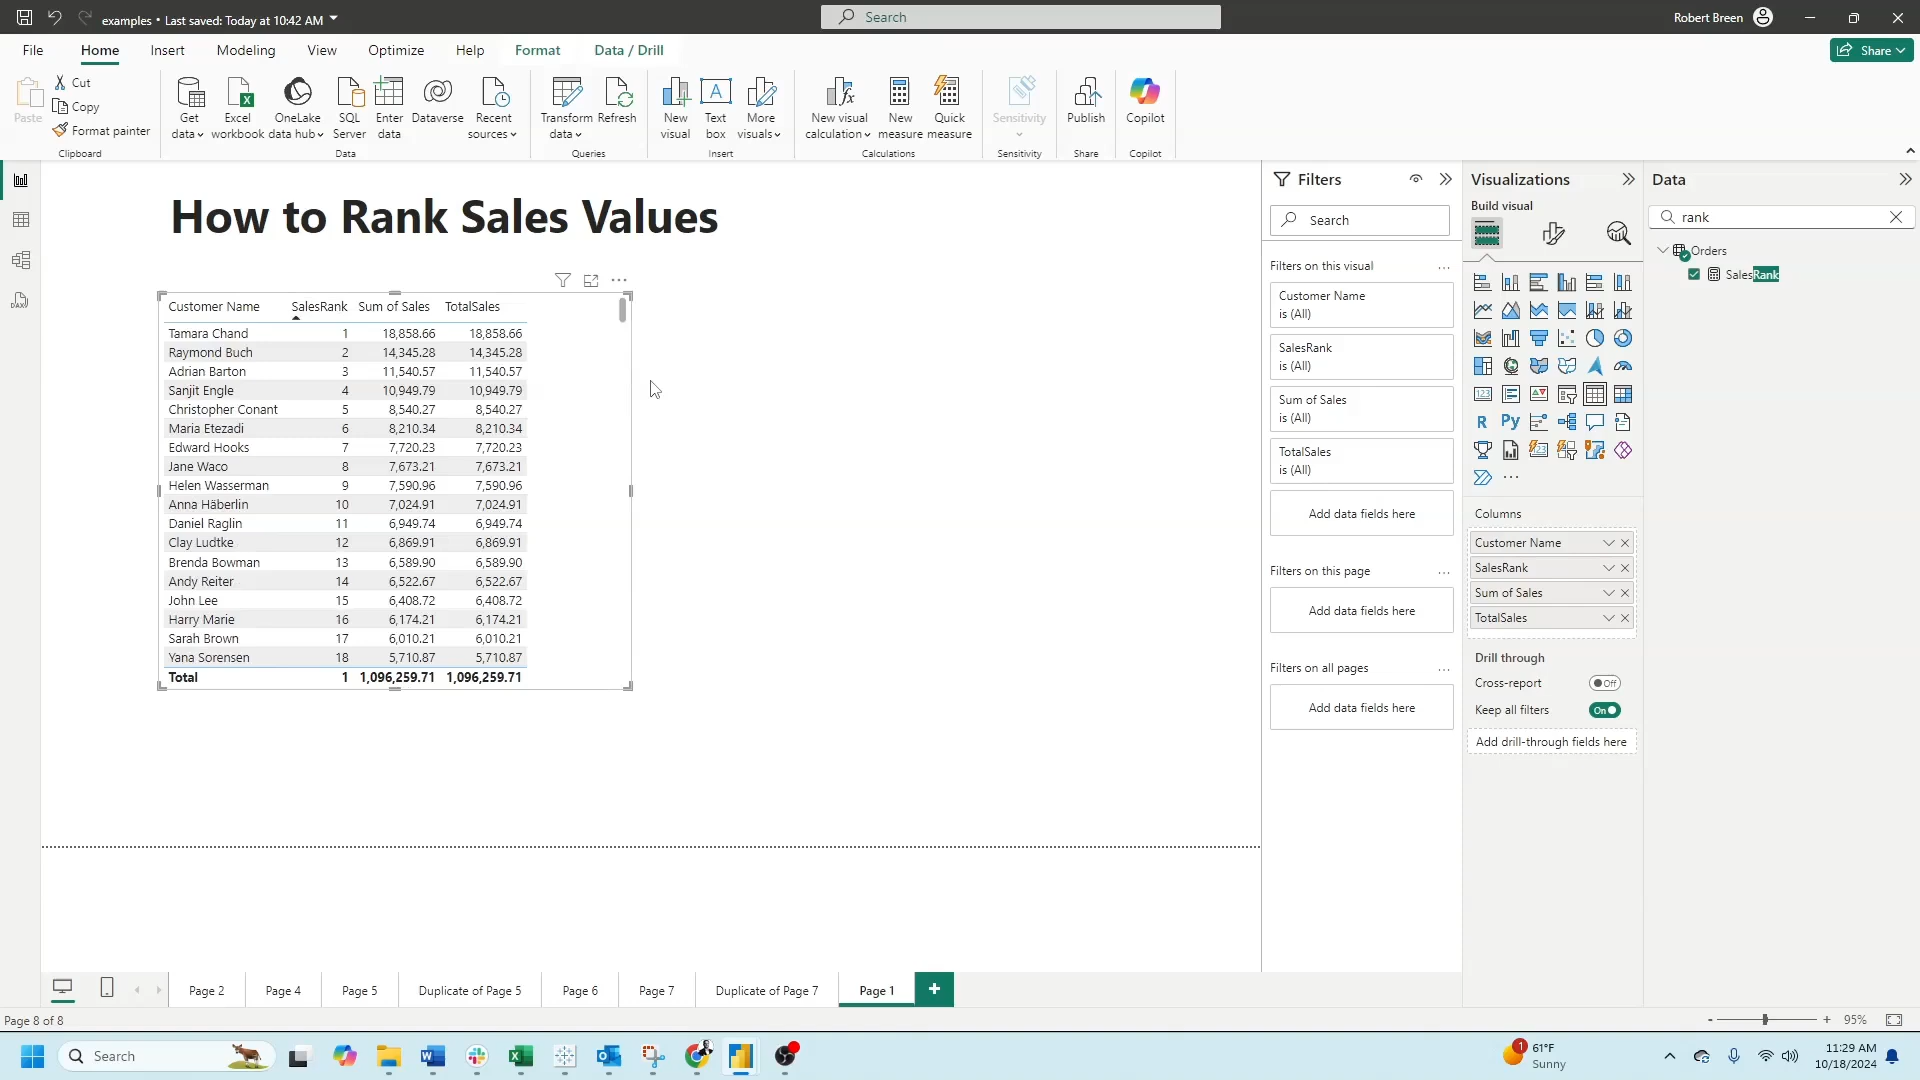 examples • Last saved: Today at 10:42 AM
Search
Robert Breen
File Home Insert Modeling View Optimize Help Format Data / Drill
Share
Paste
Cut
Copy
Format painter
Clipboard
Get data
Excel workbook
OneLake data hub
SQL Server
Enter data
Dataverse
Recent sources
Data
Transform data
Refresh
Queries
New visual
Text box
More visuals
Insert
New visual calculation
New measure
Quick measure
Calculations
Sensitivity
Sensitivity
Publish
Share
Copilot
Copilot
How to Rank Sales Values
Customer Name SalesRank Sum of Sales TotalSales
Tamara Chand 1 18,858.66 18,858.66
Raymond Buch 2 14,345.28 14,345.28
Adrian Barton 3 11,540.57 11,540.57
Sanjit Engle 4 10,949.79 10,949.79
Christopher Conant 5 8,540.27 8,540.27
Maria Etezadi 6 8,210.34 8,210.34
Edward Hooks 7 7,720.23 7,720.23
Jane Waco 8 7,673.21 7,673.21
Helen Wasserman 9 7,590.96 7,590.96
Anna Häberlin 10 7,024.91 7,024.91
Daniel Raglin 11 6,949.74 6,949.74
Clay Ludtke 12 6,869.91 6,869.91
Brenda Bowman 13 6,589.90 6,589.90
Andy Reiter 14 6,522.67 6,522.67
John Lee 15 6,408.72 6,408.72
Harry Marie 16 6,174.21 6,174.21
Sarah Brown 17 6,010.21 6,010.21
Yana Sorensen 18 5,710.87 5,710.87
Total 1 1,096,259.71 1,096,259.71
Filters
Search
Filters on this visual
Customer Name
is (All)
SalesRank
is (All)
Sum of Sales
is (All)
TotalSales
is (All)
Add data fields here
Filters on this page
Add data fields here
Filters on all pages
Add data fields here
Visualizations
Build visual
123
R
Py
123
Columns
Customer Name
SalesRank
Sum of Sales
TotalSales
Drill through
Cross-report Off
Keep all filters On
Add drill-through fields here
Data
rank
Orders
SalesRank
DAX
Page 2 Page 4 Page 5 Duplicate of Page 5 Page 6 Page 7 Duplicate of Page 7 Page 1
Page 8 of 8
95%
Search
1
61°F
Sunny
11:29 AM
10/18/2024